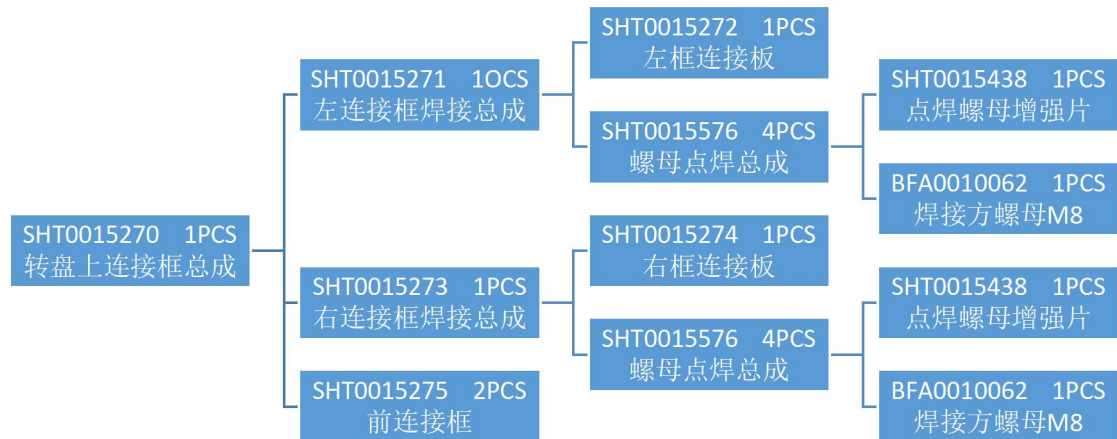 SHT0015270 1PCS
转盘上连接框总成
SHT0015271 1OCS
左连接框焊接总成
SHT0015272 1PCS
左框连接板
SHT0015576 4PCS
螺母点焊总成
SHT0015438 1PCS
点焊螺母增强片
BFA0010062 1PCS
焊接方螺母M8
SHT0015273 1PCS
右连接框焊接总成
SHT0015274 1PCS
右框连接板
SHT0015576 4PCS
螺母点焊总成
SHT0015438 1PCS
点焊螺母增强片
BFA0010062 1PCS
焊接方螺母M8
SHT0015275 2PCS
前连接框